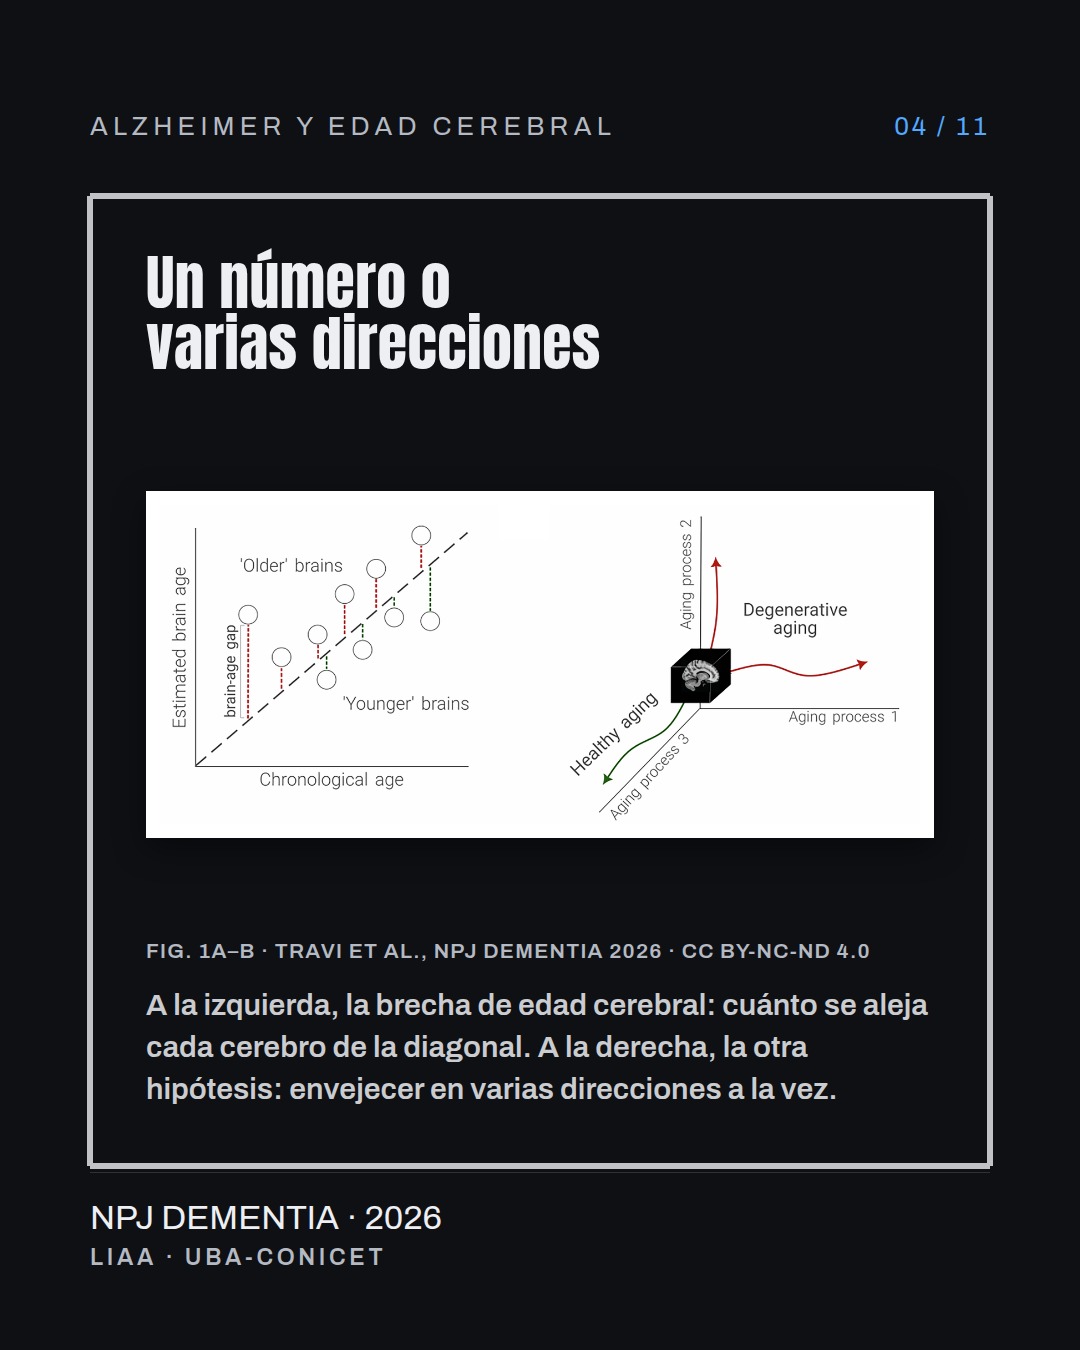 ALZHEIMER Y EDAD CEREBRAL
04 / 11
Un número o
varias direcciones
Estimated brain age
brain-age gap
'Older' brains
'Younger' brains
Chronological age
Aging process 2
Degenerative
aging
Aging process 1
Healthy aging
Aging process 3
FIG. 1A–B · TRAVI ET AL., NPJ DEMENTIA 2026 · CC BY-NC-ND 4.0
A la izquierda, la brecha de edad cerebral: cuánto se aleja
cada cerebro de la diagonal. A la derecha, la otra
hipótesis: envejecer en varias direcciones a la vez.
NPJ DEMENTIA · 2026
LIAA · UBA-CONICET